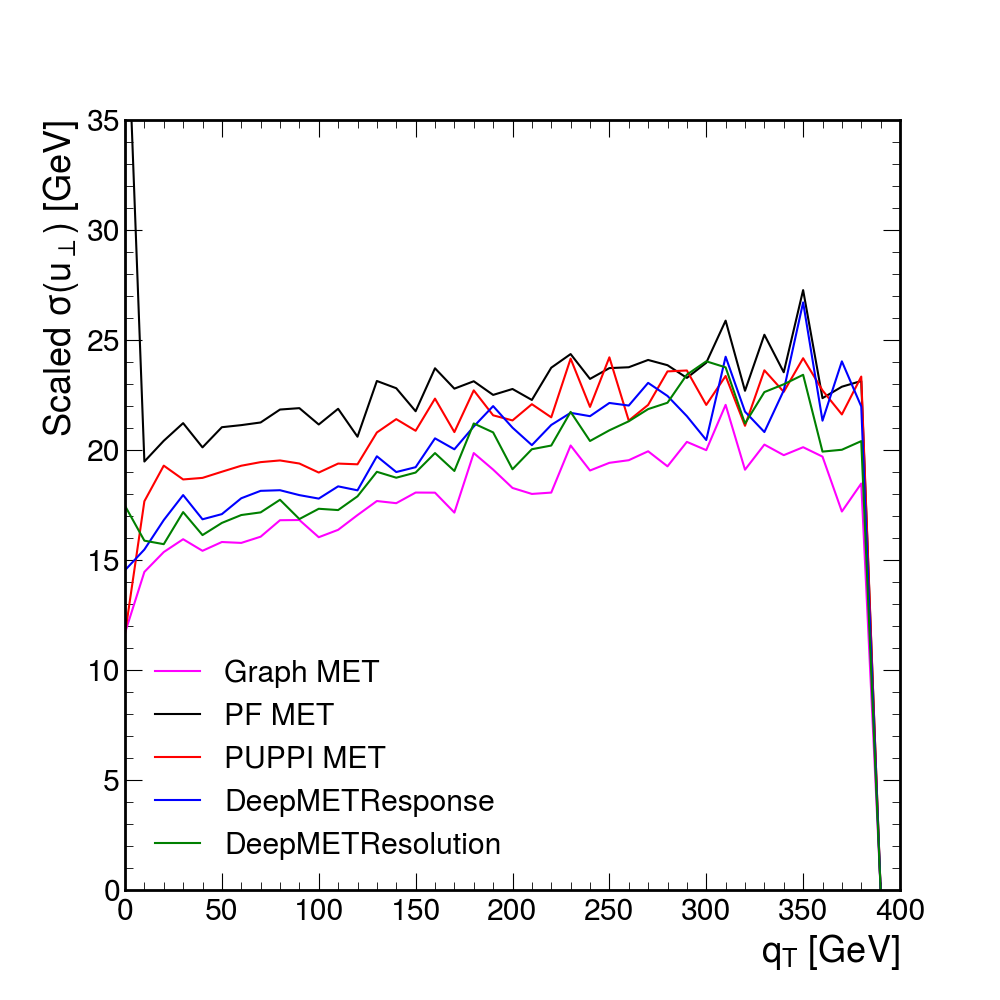 Scaled σ(u⊥) [GeV]
35
30
25
20
15
10
5
0
Graph MET
PF MET
PUPPI MET
DeepMETResponse
DeepMETResolution
0 50 100 150 200 250 300 350 400
qT [GeV]